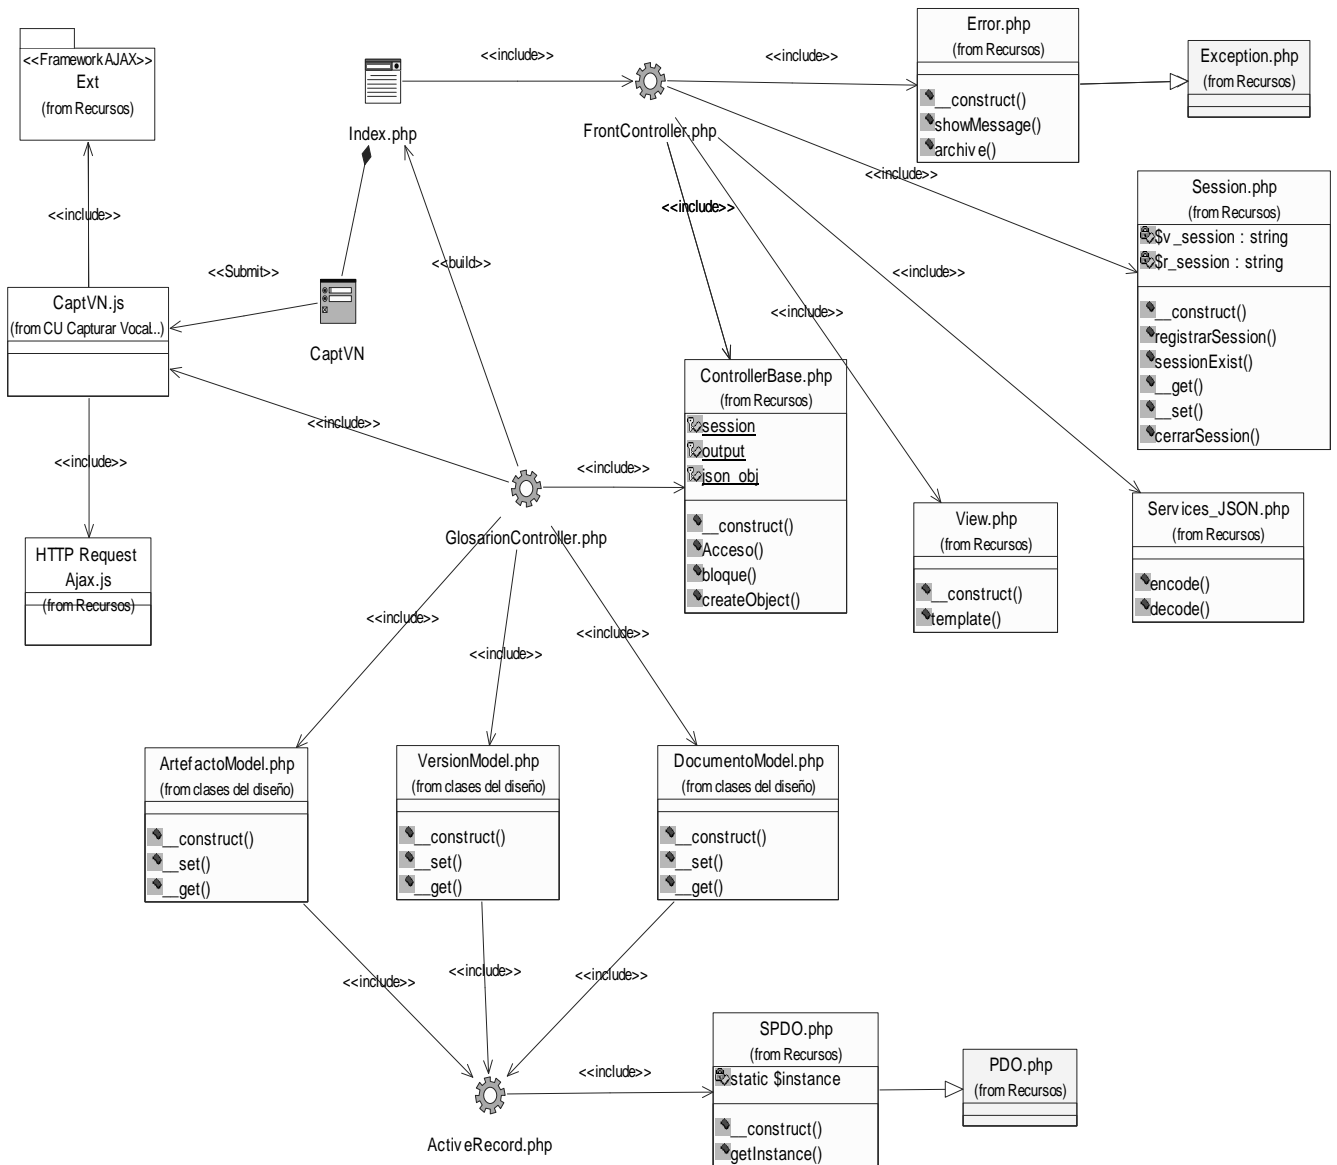 <<Framework AJAX>>
Ext
(from Recursos)
<<include>>
Index.php
<<include>>
FrontController.php
<<include>>
Error.php
(from Recursos)
__construct()
showMessage()
archive()
Exception.php
(from Recursos)
<<include>>
Session.php
(from Recursos)
$v_session : string
$r_session : string
__construct()
registrarSession()
sessionExist()
__get()
__set()
cerrarSession()
<<include>>
<<include>>
<<include>>
<<Submit>>
<<build>>
CaptVN.js
(from CU Capturar Vocal...)
CaptVN
<<include>>
<<include>>
HTTP Request
Ajax.js
(from Recursos)
GlosarionController.php
<<include>>
ControllerBase.php
(from Recursos)
session
output
json_obj
__construct()
Acceso()
bloque()
createObject()
View.php
(from Recursos)
__construct()
template()
Services_JSON.php
(from Recursos)
encode()
decode()
<<include>>
<<include>>
<<include>>
ArtefactoModel.php
(from clases del diseño)
__construct()
__set()
__get()
VersionModel.php
(from clases del diseño)
__construct()
__set()
__get()
DocumentoModel.php
(from clases del diseño)
__construct()
__set()
__get()
<<include>>
<<include>>
<<include>>
ActiveRecord.php
<<include>>
SPDO.php
(from Recursos)
static $instance
__construct()
getInstance()
PDO.php
(from Recursos)